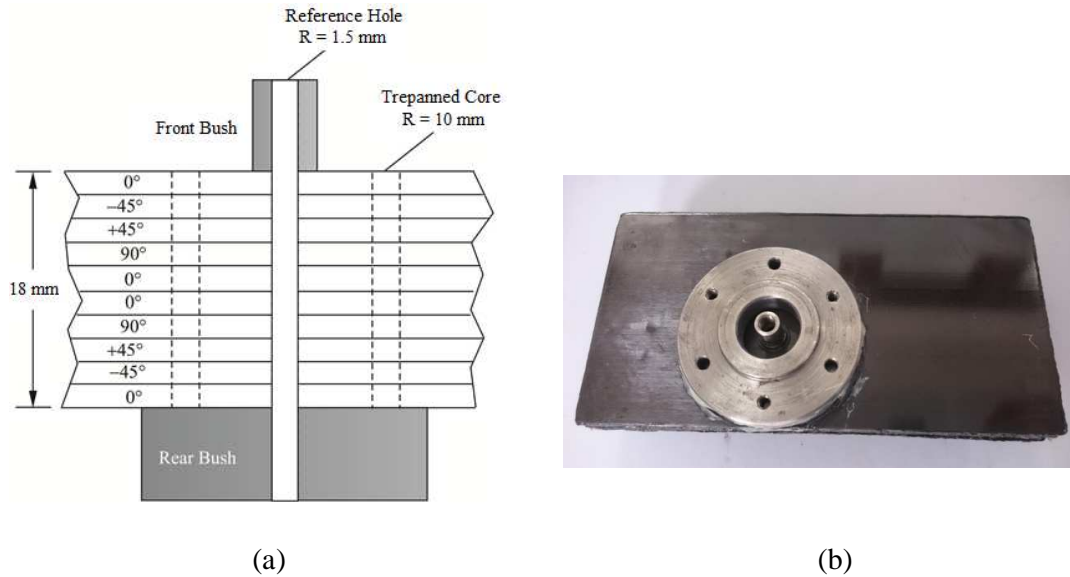 Reference Hole
R = 1.5 mm
Trepanned Core
R = 10 mm
Front Bush
0°
−45°
+45°
90°
0°
18 mm
0°
90°
+45°
−45°
0°
Rear Bush
(a)
(b)